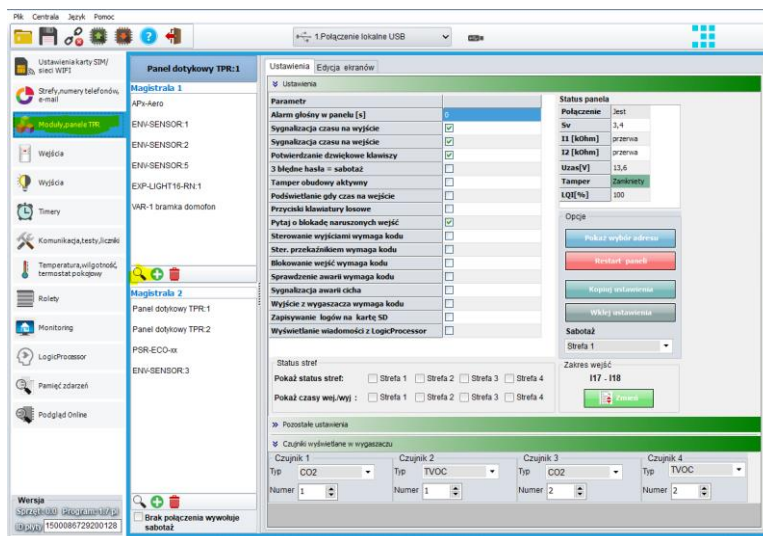 Plik Centrala Język Pomoc
1.Połączenie lokalne USB
Ustawienia karty SIM/
sieci WIFI
Strefy,numery telefonów,
e-mail
Moduły,panele TPR
Wejścia
Wyjścia
Timery
Komunikacja,testy,liczniki
Temperatura,wilgotność,
termostat pokojowy
Rolety
Monitoring
LogicProcessor
Pamięć zdarzeń
Podgląd Online
Wersja
1500086729200128
Panel dotykowy TPR:1
Magistrala 1
APx-Aero
ENV-SENSOR:1
ENV-SENSOR:2
ENV-SENSOR:5
EXP-LIGHT16-RN:1
VAR-1 bramka domofon
Magistrala 2
Panel dotykowy TPR:1
Panel dotykowy TPR:2
PSR-ECO-xx
ENV-SENSOR:3
Brak połączenia wywołuje
sabotaż
Ustawienia Edycja ekranów
Ustawienia
Parametr
Alarm głośny w panelu [s] 0
Sygnalizacja czasu na wyjście
Sygnalizacja czasu na wejście
Potwierdzanie dzwiękowe klawiszy
3 błędne hasła = sabotaż
Tamper obudowy aktywny
Podświetlanie gdy czas na wejście
Przyciski klawiatury losowe
Pytaj o blokadę naruszonych wejść
Sterowanie wyjściami wymaga kodu
Ster. przekaźnikiem wymaga kodu
Blokowanie wejść wymaga kodu
Sprawdzenie awarii wymaga kodu
Sygnalizacja awarii cicha
Wyjście z wygaszacza wymaga kodu
Zapisywanie logów na kartę SD
Wyświetlanie wiadomości z LogicProcessor
Status panela
Połączenie Jest
Sv 3,4
I1 [kOhm] przerwa
I2 [kOhm] przerwa
Uzas[V] 13,6
Tamper Zamknięty
LQI[%] 100
Opcje
Pokaż wybór adresu
Restart paneli
Kopiuj ustawienia
Wklej ustawienia
Sabotaż
Strefa 1
Zakres wejść
I17 - I18
Zmień
Status stref
Pokaż status stref: Strefa 1 Strefa 2 Strefa 3 Strefa 4
Pokaż czasy wej./wyj : Strefa 1 Strefa 2 Strefa 3 Strefa 4
Pozostałe ustawienia
Czujniki wyświetlane w wygaszaczu
Czujnik 1 Czujnik 2 Czujnik 3 Czujnik 4
Typ CO2 Typ TVOC Typ CO2 Typ TVOC
Numer 1 Numer 1 Numer 2 Numer 2